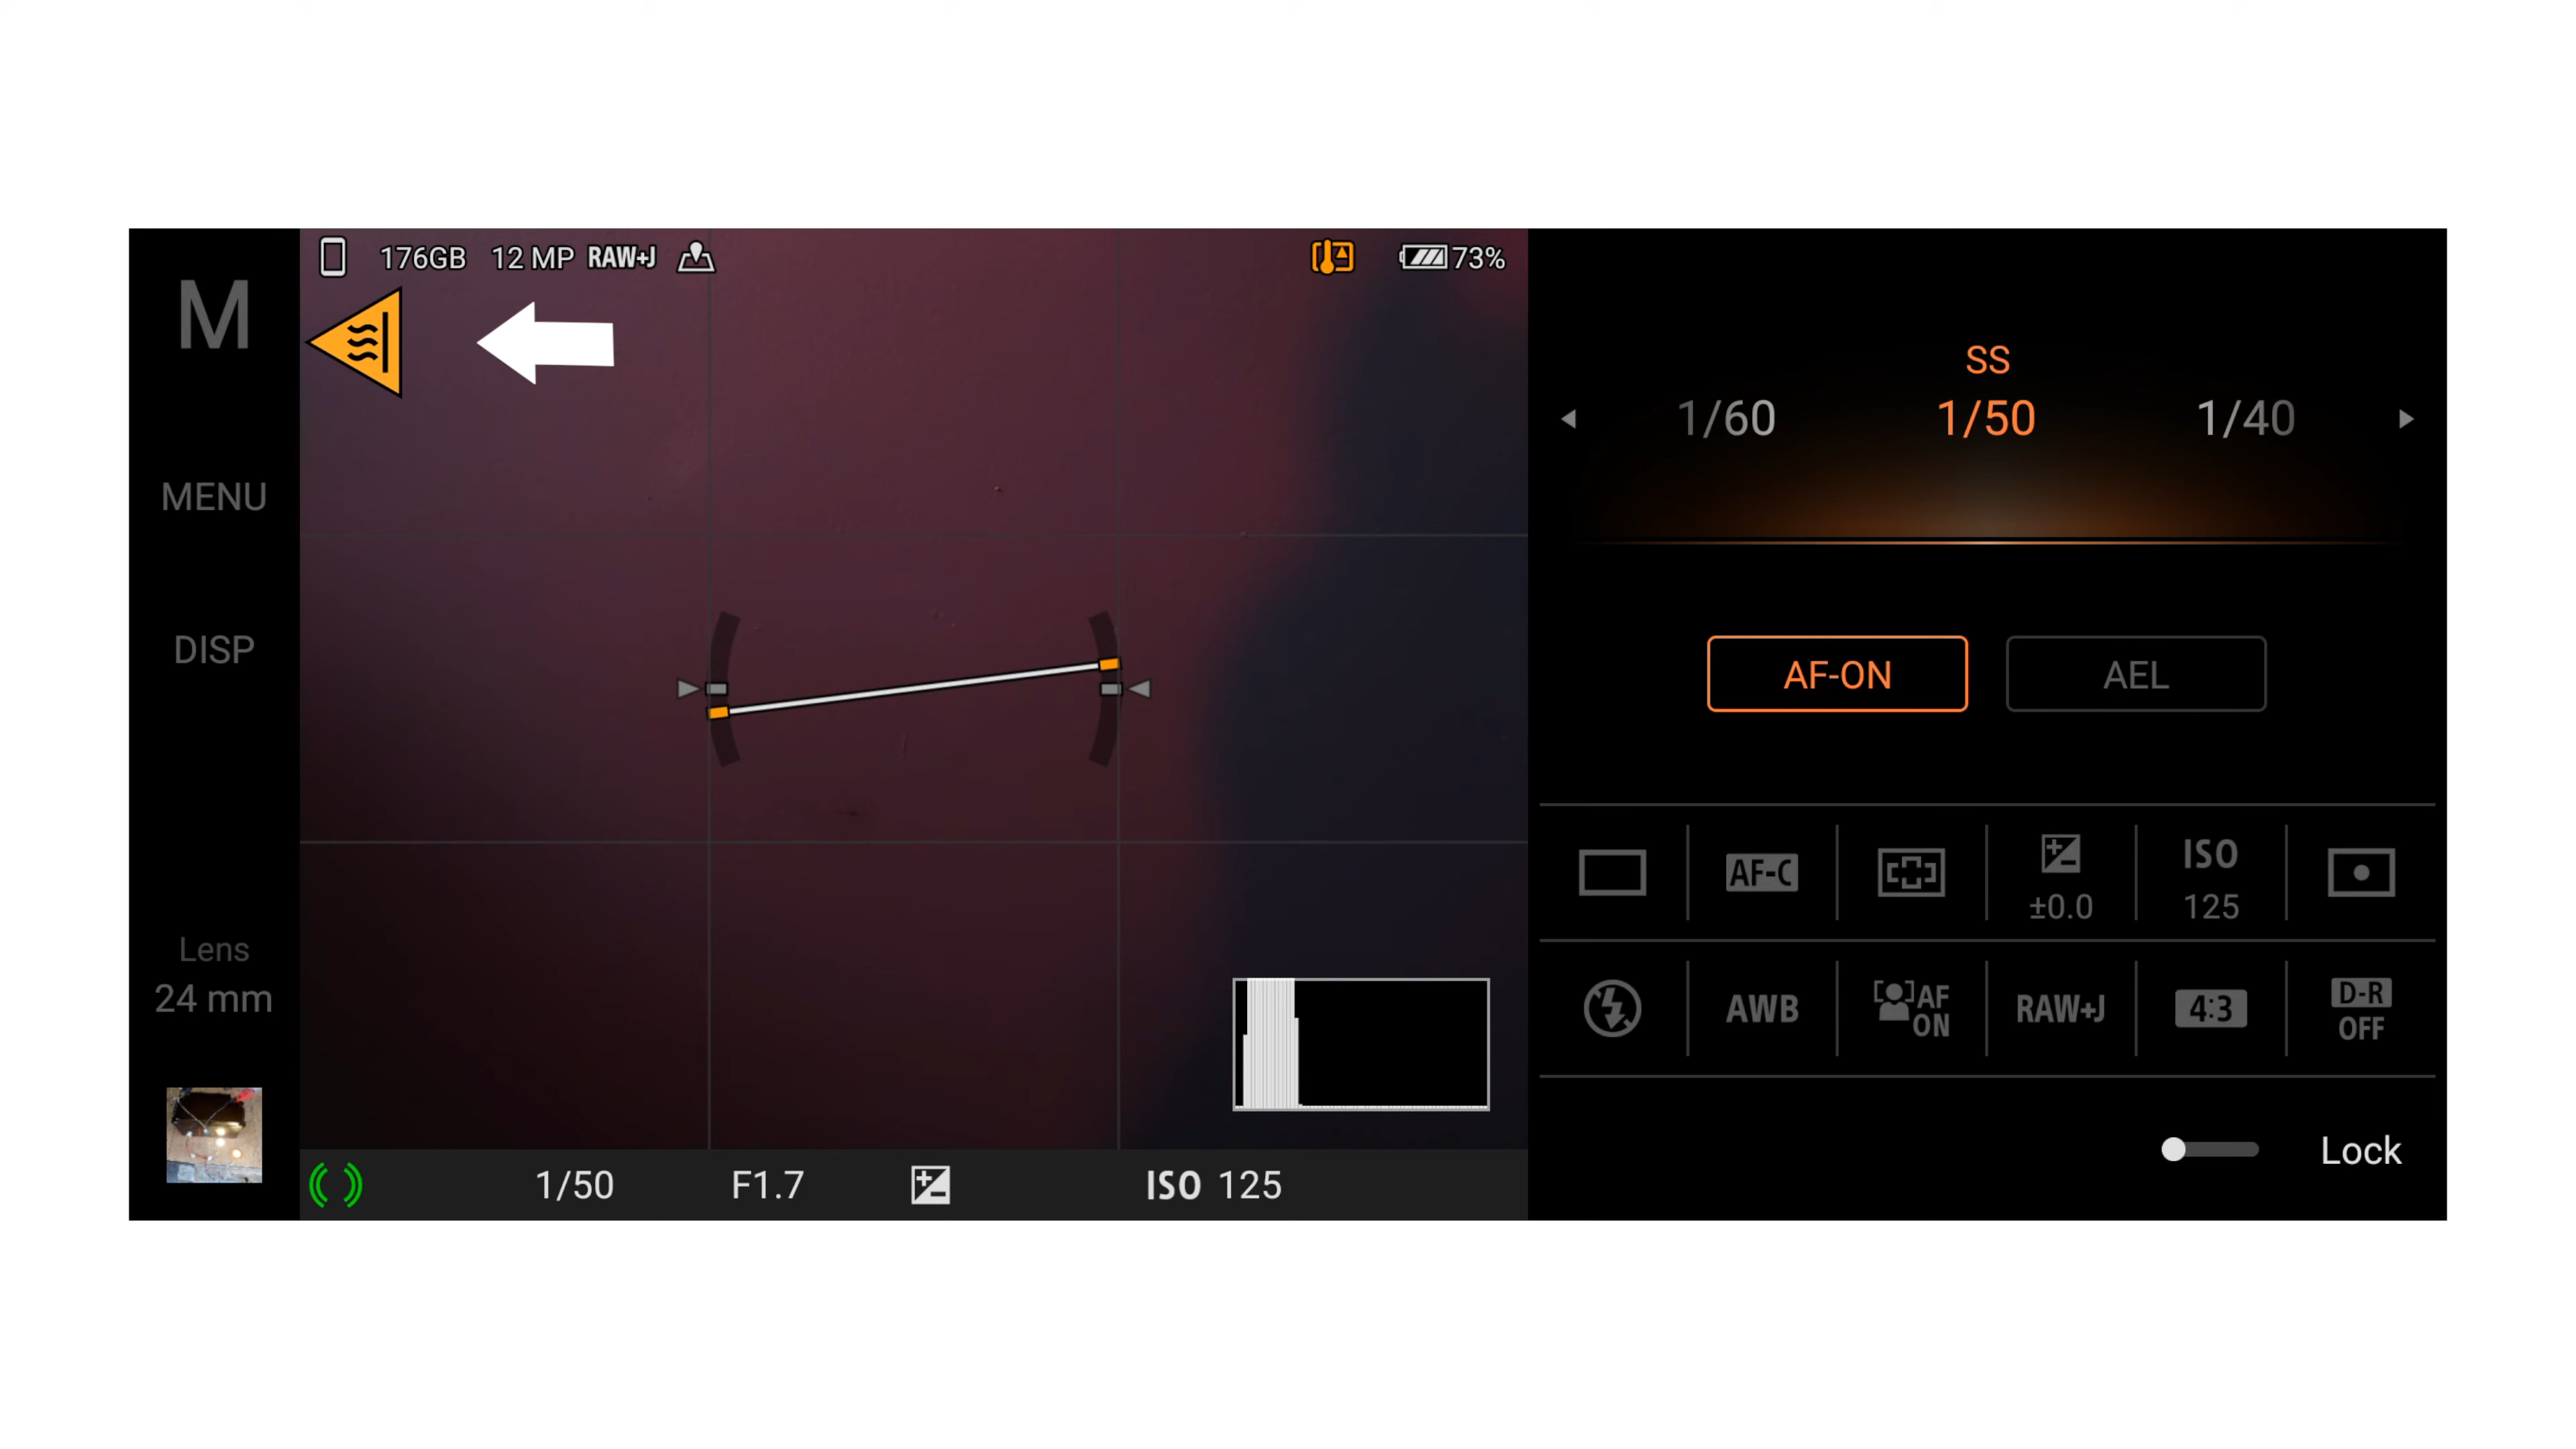 176GB 12 MP RAW+J 73%
M
MENU
DISP
Lens
24 mm
1/50 F1.7 ISO 125
SS
1/60 1/50 1/40
AF-ON AEL
AF-C ±0.0 ISO 125
AWB AF ON RAW+J 4:3 D-R OFF
Lock